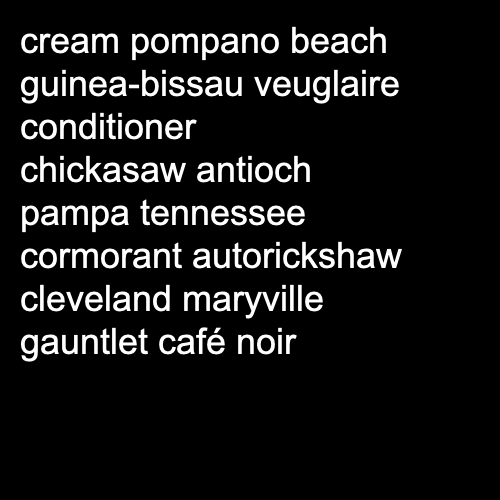 cream pompano beach
guinea-bissau veuglaire
conditioner
chickasaw antioch
pampa tennessee
cormorant autorickshaw
cleveland maryville
gauntlet café noir